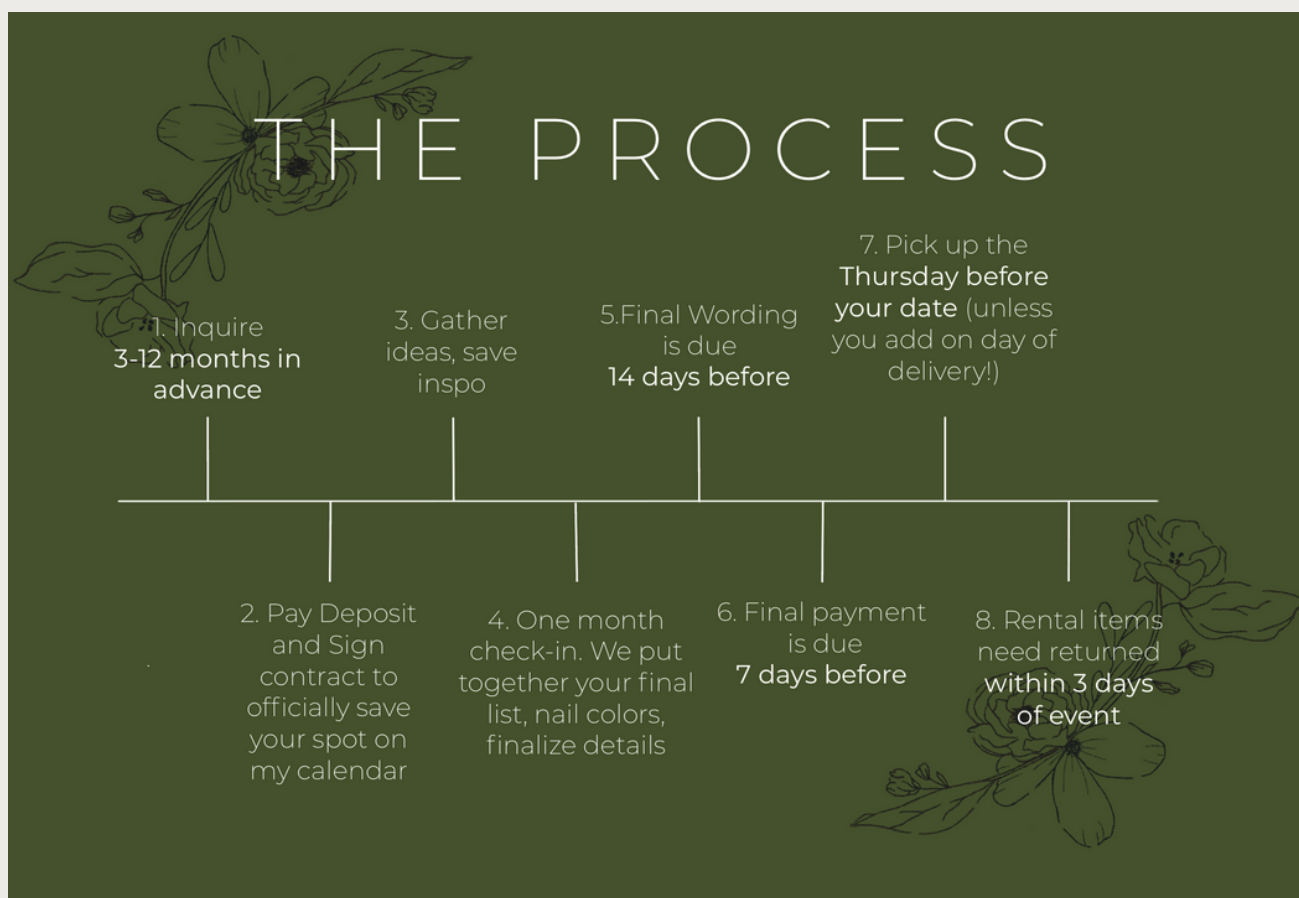 THE PROCESS
1. Inquire
3-12 months in
advance
2. Pay Deposit
and Sign
contract to
officially save
your spot on
my calendar
3. Gather
ideas, save
inspo
4. One month
check-in. We put
together your final
list, nail colors,
finalize details
5.Final Wording
is due
14 days before
6. Final payment
is due
7 days before
7. Pick up the
Thursday before
your date (unless
you add on day of
delivery!)
8. Rental items
need returned
within 3 days
of event